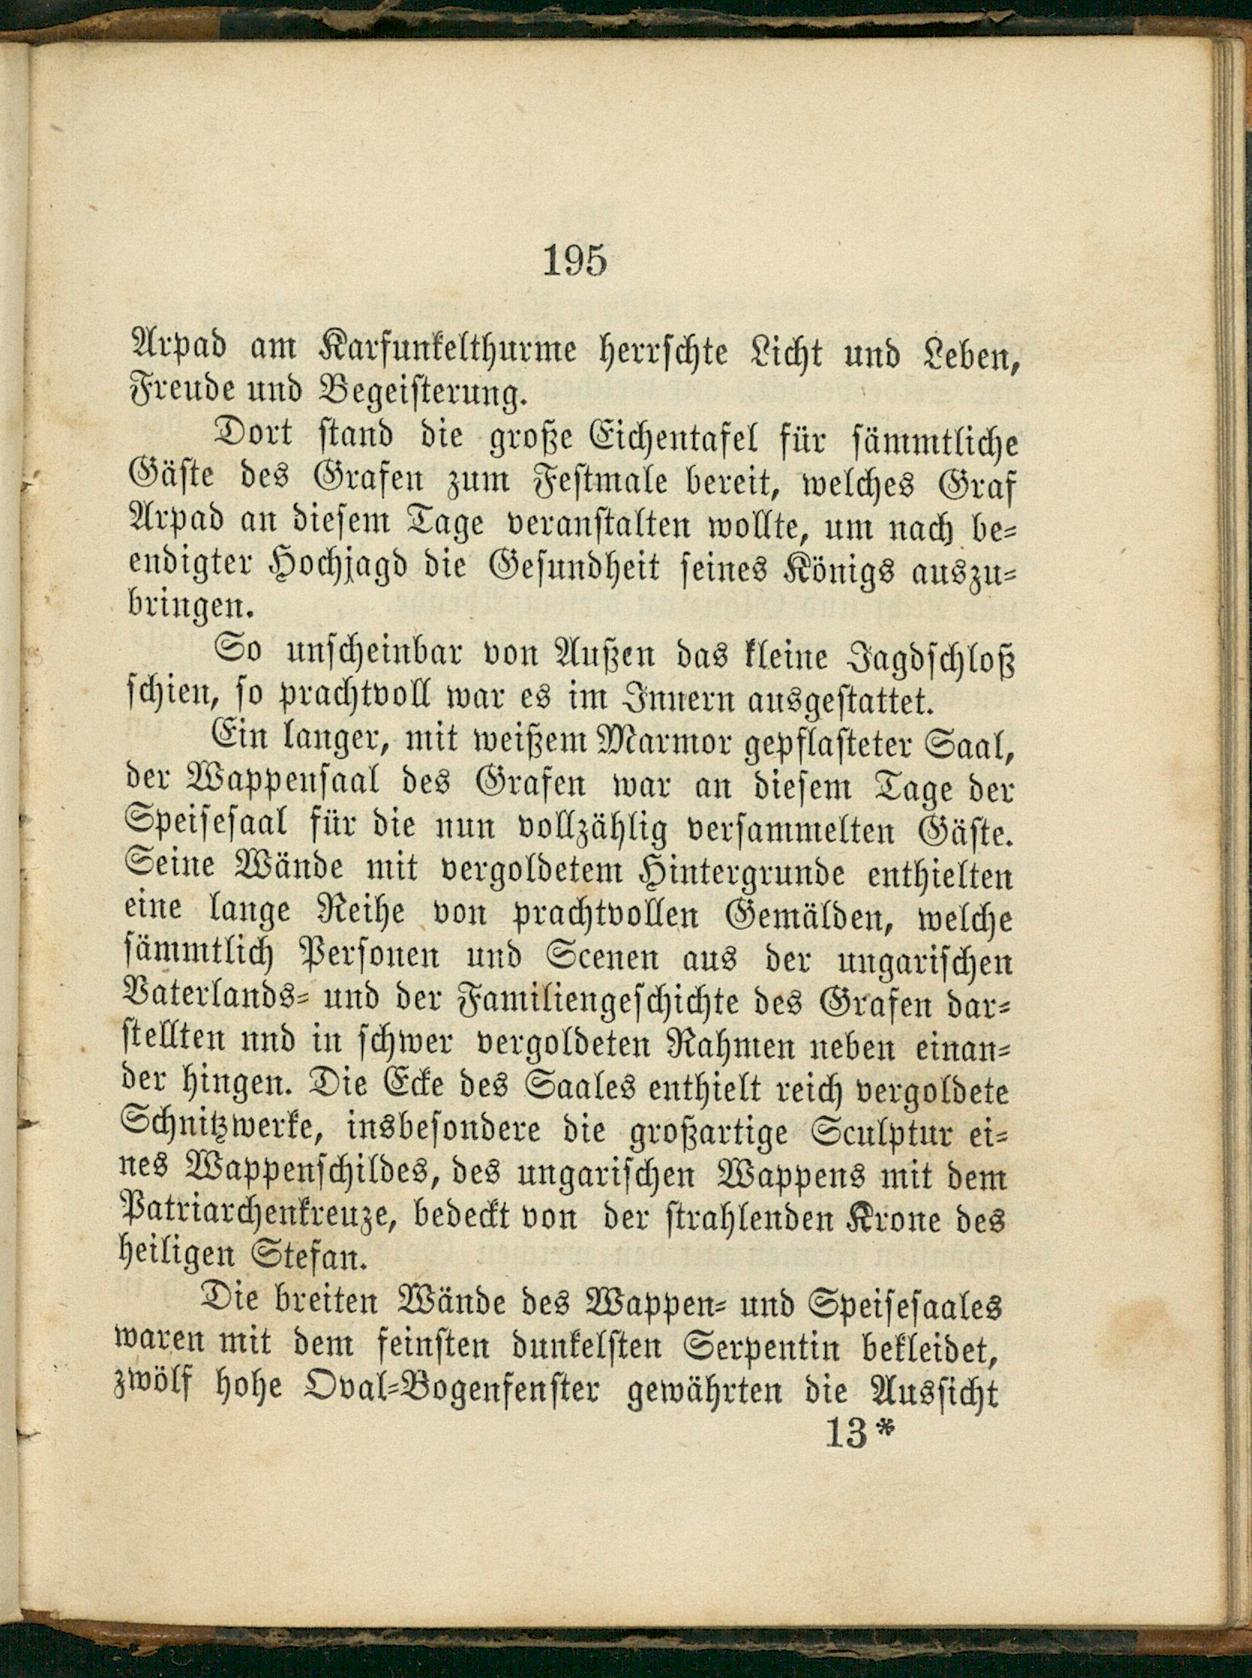 195
Arpad am Karfunkelthurme herrschte Licht und Leben,
Freude und Begeisterung.
Dort stand die große Eichentafel für sämmtliche
Gäste des Grafen zum Festmale bereit, welches Graf
Arpad an diesem Tage veranstalten wollte, um nach be-
endigter Hochjagd die Gesundheit seines Königs auszu-
bringen.
So unscheinbar von Außen das kleine Jagdschloß
schien, so prachtvoll war es im Innern ausgestattet.
Ein langer, mit weißem Marmor gepflasteter Saal,
der Wappensaal des Grafen war an diesem Tage der
Speisesaal für die nun vollzählig versammelten Gäste.
Seine Wände mit vergoldetem Hintergrunde enthielten
eine lange Reihe von prachtvollen Gemälden, welche
sämmtlich Personen und Scenen aus der ungarischen
Vaterlands- und der Familiengeschichte des Grafen dar-
stellten nnd in schwer vergoldeten Rahmen neben einan-
der hingen. Die Ecke des Saales enthielt reich vergoldete
Schnitzwerke, insbesondere die großartige Sculptur ei-
nes Wappenschildes, des ungarischen Wappens mit dem
Patriarchenkreuze, bedeckt von der strahlenden Krone des
heiligen Stefan.
Die breiten Wände des Wappen- und Speisesaales
waren mit dem feinsten dunkelsten Serpentin bekleidet,
zwölf hohe Oval-Bogenfenster gewährten die Aussicht
13*